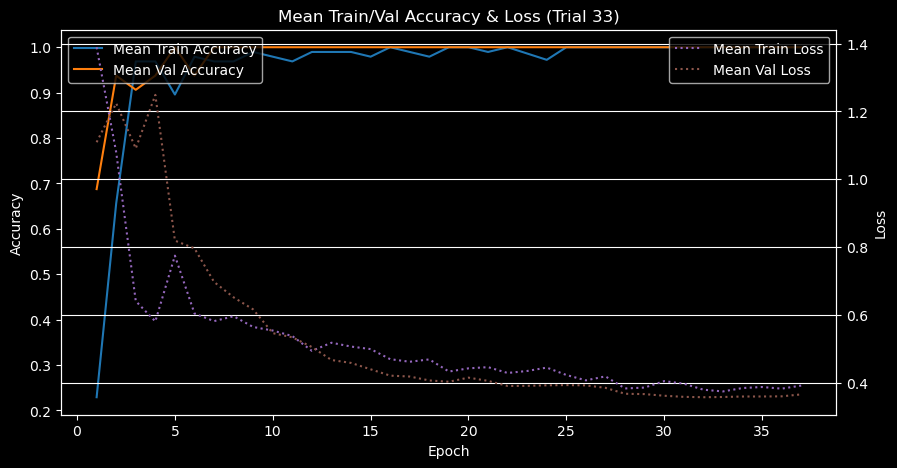 Mean Train/Val Accuracy & Loss (Trial 33)
Mean Train Accuracy
Mean Val Accuracy
Mean Train Loss
Mean Val Loss
1.0
0.9
0.8
0.7
0.6
0.5
0.4
0.3
0.2
Accuracy
1.4
1.2
1.0
0.8
0.6
0.4
Loss
0 5 10 15 20 25 30 35
Epoch